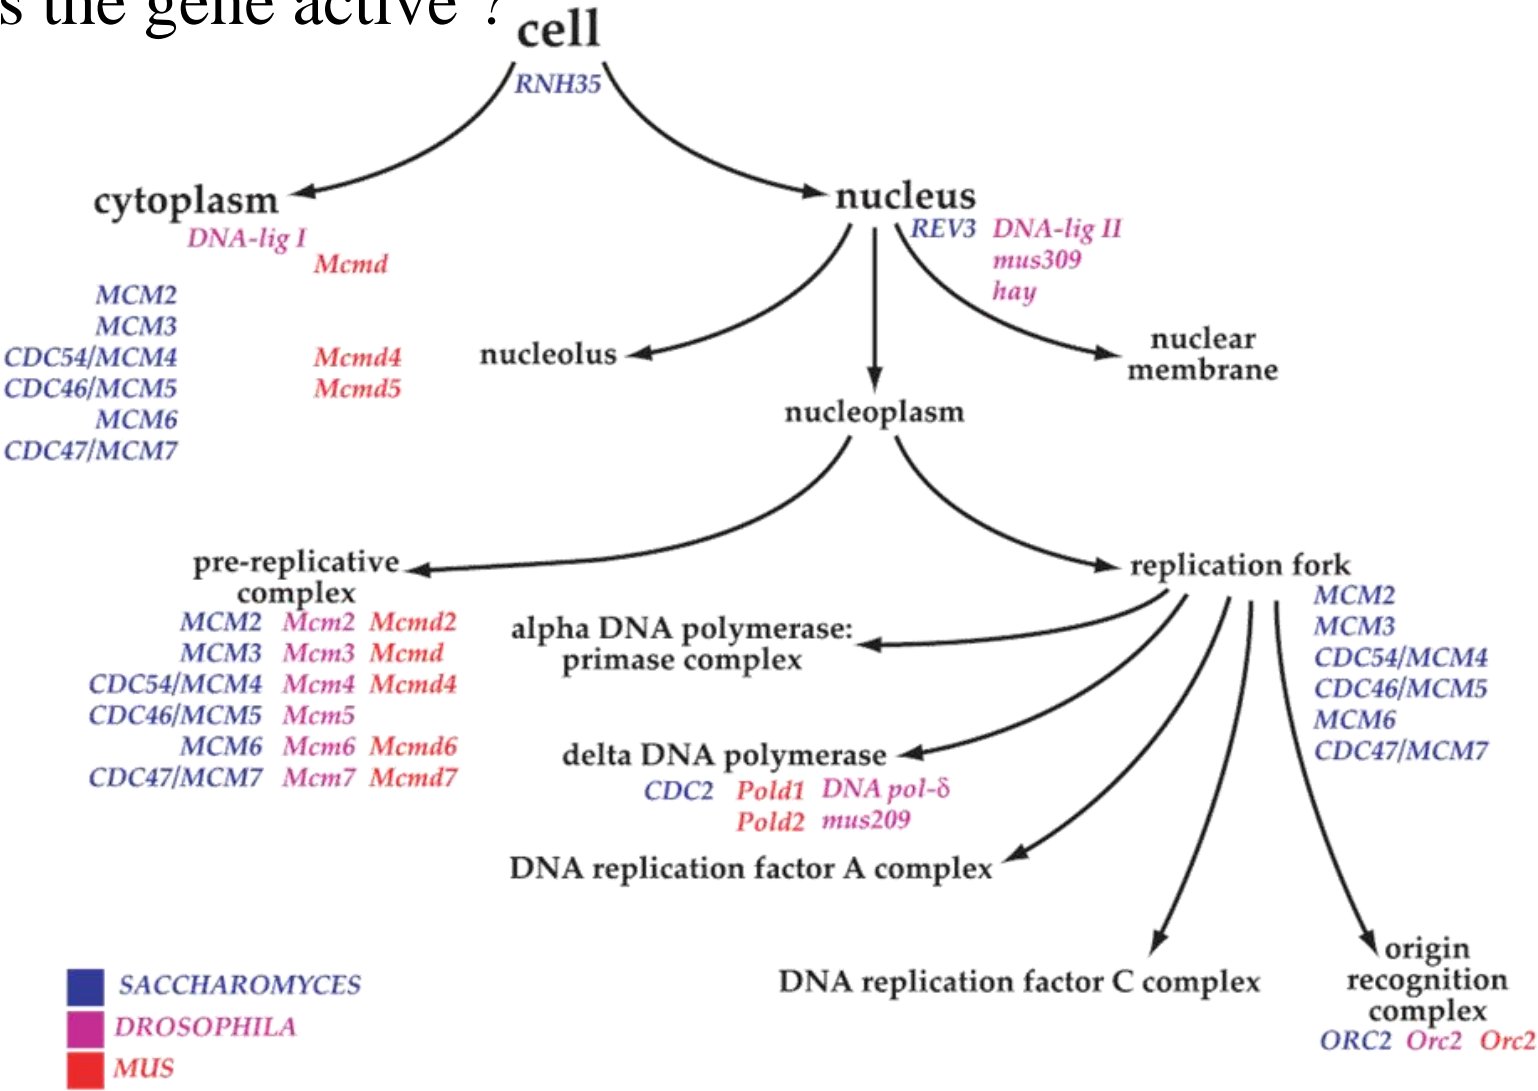 s the gene active ?
cell
RNH35
cytoplasm
DNA-lig I
Mcmd
MCM2
MCM3
CDC54/MCM4 Mcmd4
CDC46/MCM5 Mcmd5
MCM6
CDC47/MCM7
nucleus
REV3 DNA-lig II
mus309
hay
nucleolus
nuclear
membrane
nucleoplasm
pre-replicative
complex
MCM2 Mcm2 Mcmd2
MCM3 Mcm3 Mcmd
CDC54/MCM4 Mcm4 Mcmd4
CDC46/MCM5 Mcm5
MCM6 Mcm6 Mcmd6
CDC47/MCM7 Mcm7 Mcmd7
replication fork
MCM2
MCM3
CDC54/MCM4
CDC46/MCM5
MCM6
CDC47/MCM7
alpha DNA polymerase:
primase complex
delta DNA polymerase
CDC2 Pold1 DNA pol-δ
Pold2 mus209
DNA replication factor A complex
DNA replication factor C complex
origin
recognition
complex
ORC2 Orc2 Orc2
SACCHAROMYCES
DROSOPHILA
MUS